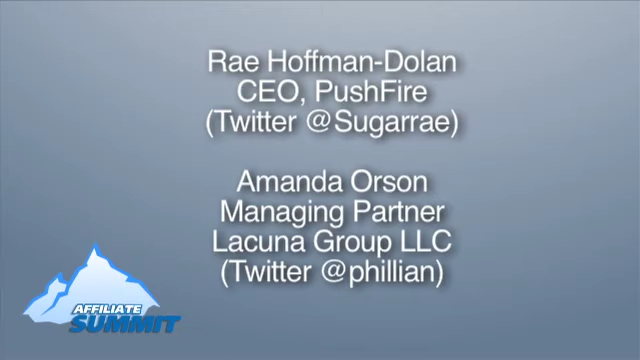 Rae Hoffman-Dolan
CEO, PushFire
(Twitter @Sugarrae)
Amanda Orson
Managing Partner
Lacuna Group LLC
(Twitter @phillian)
AFFILIATE
SUMMIT